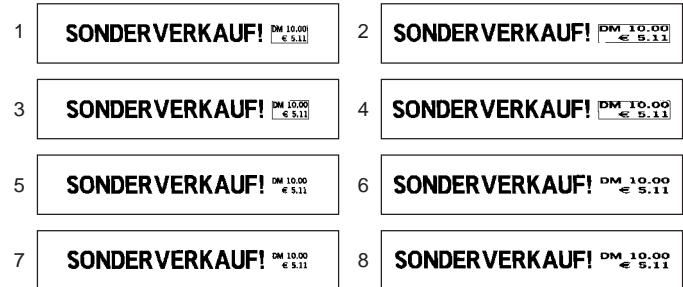 1 SONDERVERKAUF! DM 10.00
€ 5.11
2 SONDERVERKAUF! DM 10.00
€ 5.11
3 SONDERVERKAUF! DM 10.00
€ 5.11
4 SONDERVERKAUF! DM 10.00
€ 5.11
5 SONDERVERKAUF! DM 10.00
€ 5.11
6 SONDERVERKAUF! DM 10.00
€ 5.11
7 SONDERVERKAUF! DM 10.00
€ 5.11
8 SONDERVERKAUF! DM 10.00
€ 5.11